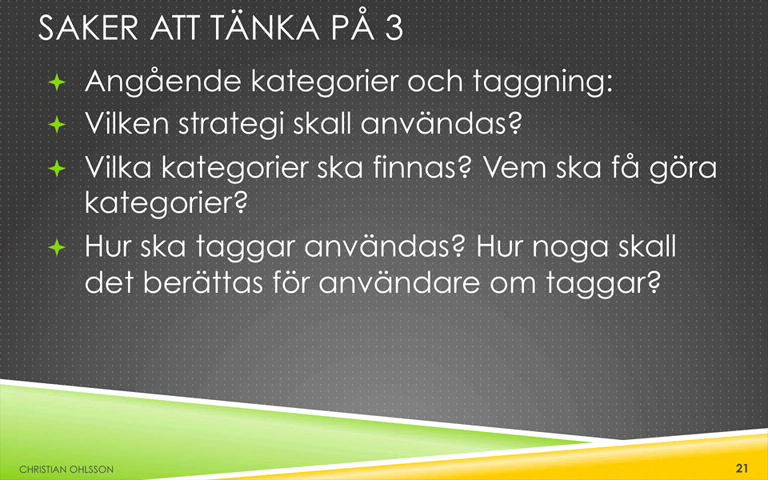 SAKER ATT TÄNKA PÅ 3
Angående kategorier och taggning:
Vilken strategi skall användas?
Vilka kategorier ska finnas? Vem ska få göra
kategorier?
Hur ska taggar användas? Hur noga skall
det berättas för användare om taggar?
CHRISTIAN OHLSSON
21